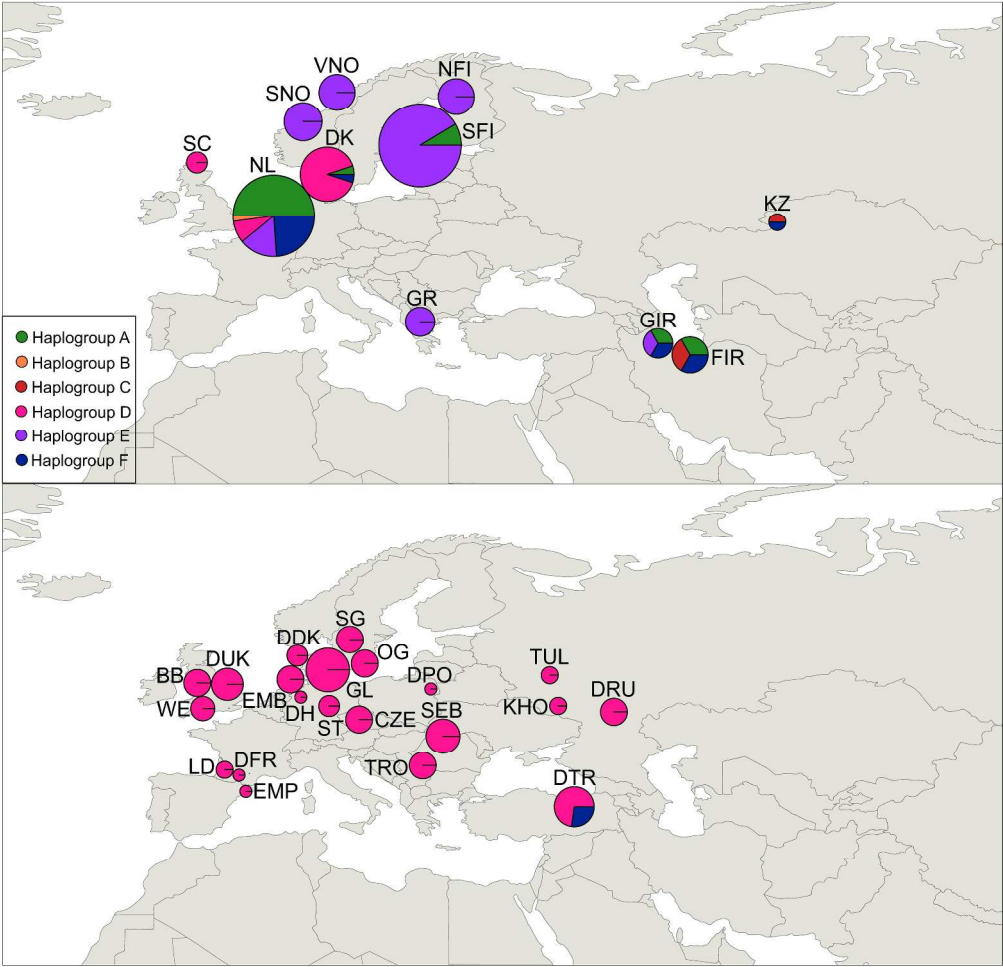 VNO
NFI
SNO
SFI
DK
SC
NL
KZ
GR
GIR
FIR
Haplogroup A
Haplogroup B
Haplogroup C
Haplogroup D
Haplogroup E
Haplogroup F
SG
DDK
OG
TUL
BB
DUK
DPO
DRU
EMB
GL
WE
DH
KHO
ST
CZE
SEB
LD
DFR
TRO
DTR
EMP